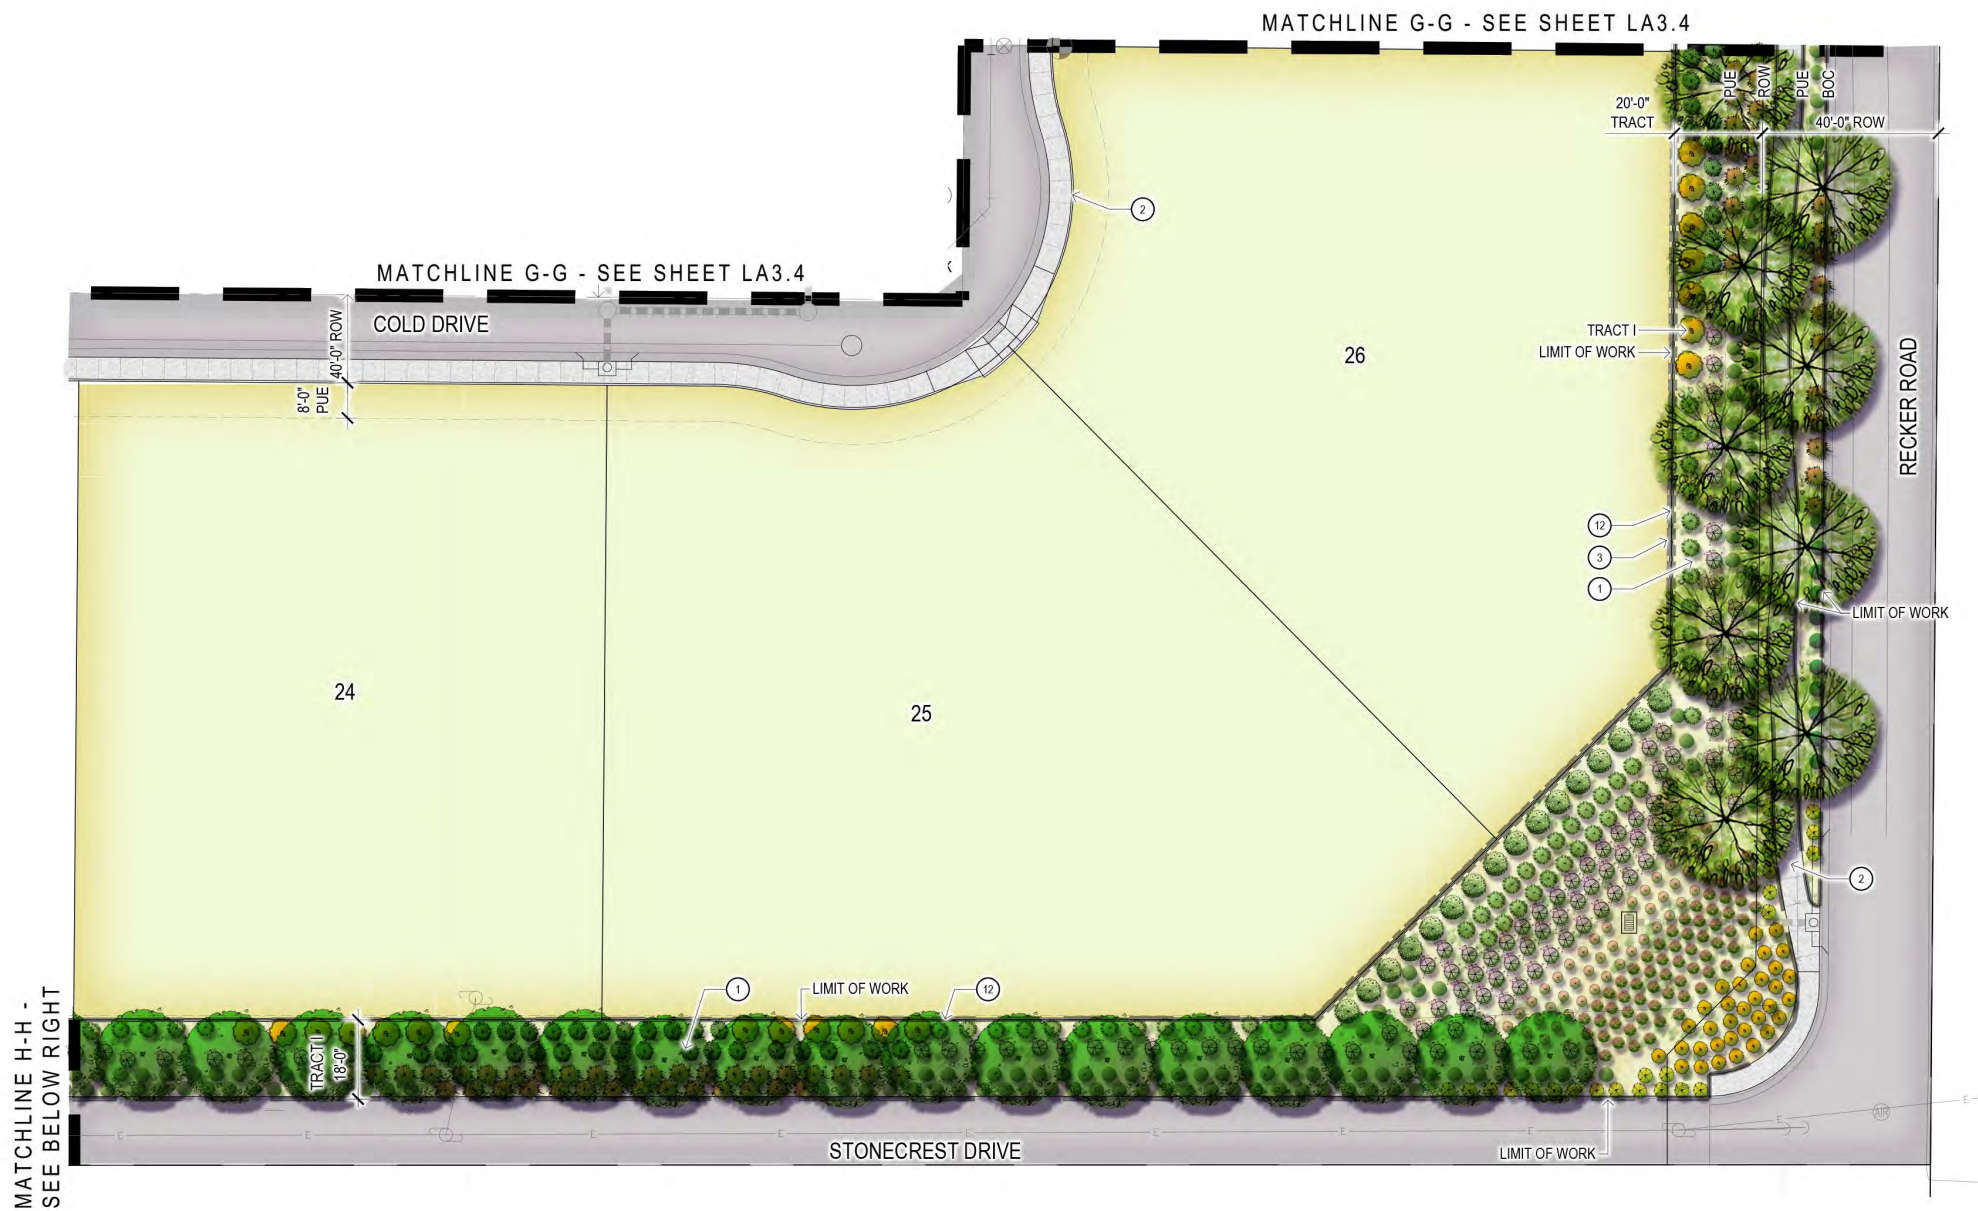 MATCHLINE G-G - SEE SHEET LA3.4
PUE
ROW
PUE
BOC
20'-0"
TRACT
40'-0" ROW
2
MATCHLINE G-G - SEE SHEET LA3.4
COLD DRIVE
40'-0" ROW
8'-0"
PUE
TRACT I
LIMIT OF WORK
26
RECKER ROAD
12
3
1
LIMIT OF WORK
24
25
2
1
LIMIT OF WORK
12
MATCHLINE H-H -
SEE BELOW RIGHT
TRACT I
18'-0"
E
E
E
E
E
E
E
E
E
E
AIR
STONECREST DRIVE
LIMIT OF WORK